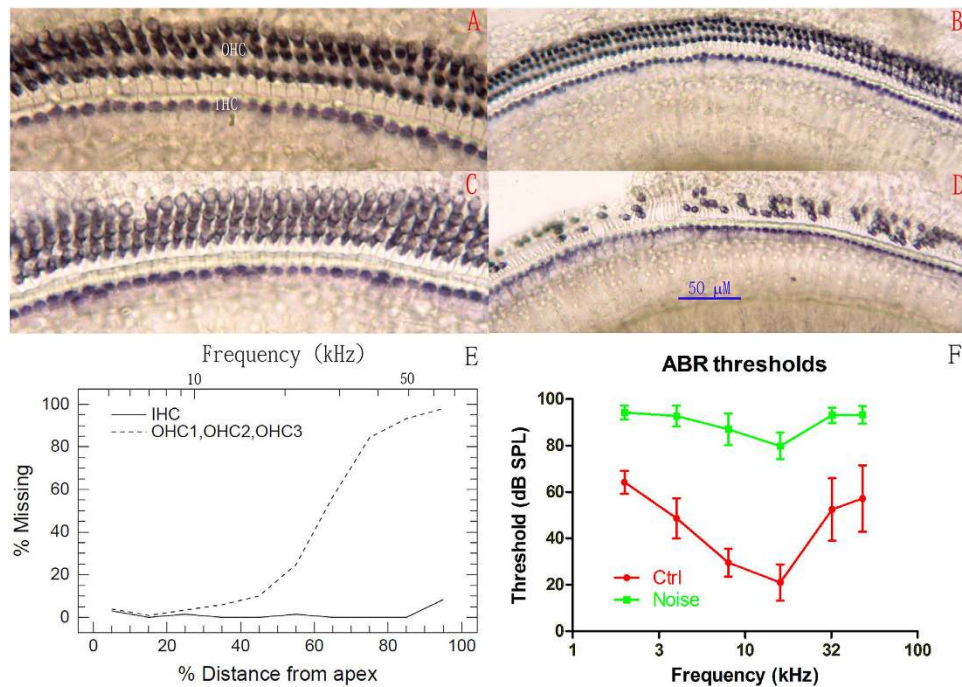 A
OHC
IHC
B
C
D
50 μM
Frequency (kHz)
E
10
50
IHC
OHC1,OHC2,OHC3
100
80
60
40
20
0
% Missing
0
20
40
60
80
100
% Distance from apex
F
ABR thresholds
100
80
60
40
20
0
Threshold (dB SPL)
Ctrl
Noise
1
3
10
32
100
Frequency (kHz)